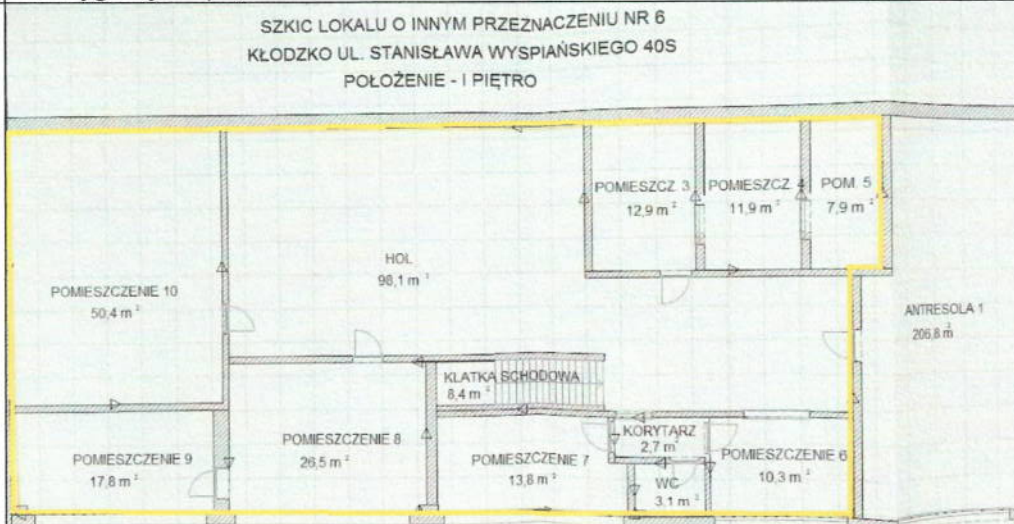 SZKIC LOKALU O INNYM PRZEZNACZENIU NR 6
KŁODZKO UL. STANISŁAWA WYSPIAŃSKIEGO 40S
POŁOŻENIE - I PIĘTRO
POMIESZCZ. 3
12,9 m²
POMIESZCZ. 4
11,9 m²
POM. 5
7,9 m²
HOL
98,1 m²
POMIESZCZENIE 10
50,4 m²
ANTRESOLA 1
206,8 m²
KLATKA SCHODOWA
8,4 m²
KORYTARZ
2,7 m²
POMIESZCZENIE 9
17,8 m²
POMIESZCZENIE 8
26,5 m²
POMIESZCZENIE 7
13,8 m²
WC
3,1 m²
POMIESZCZENIE 6
10,3 m²